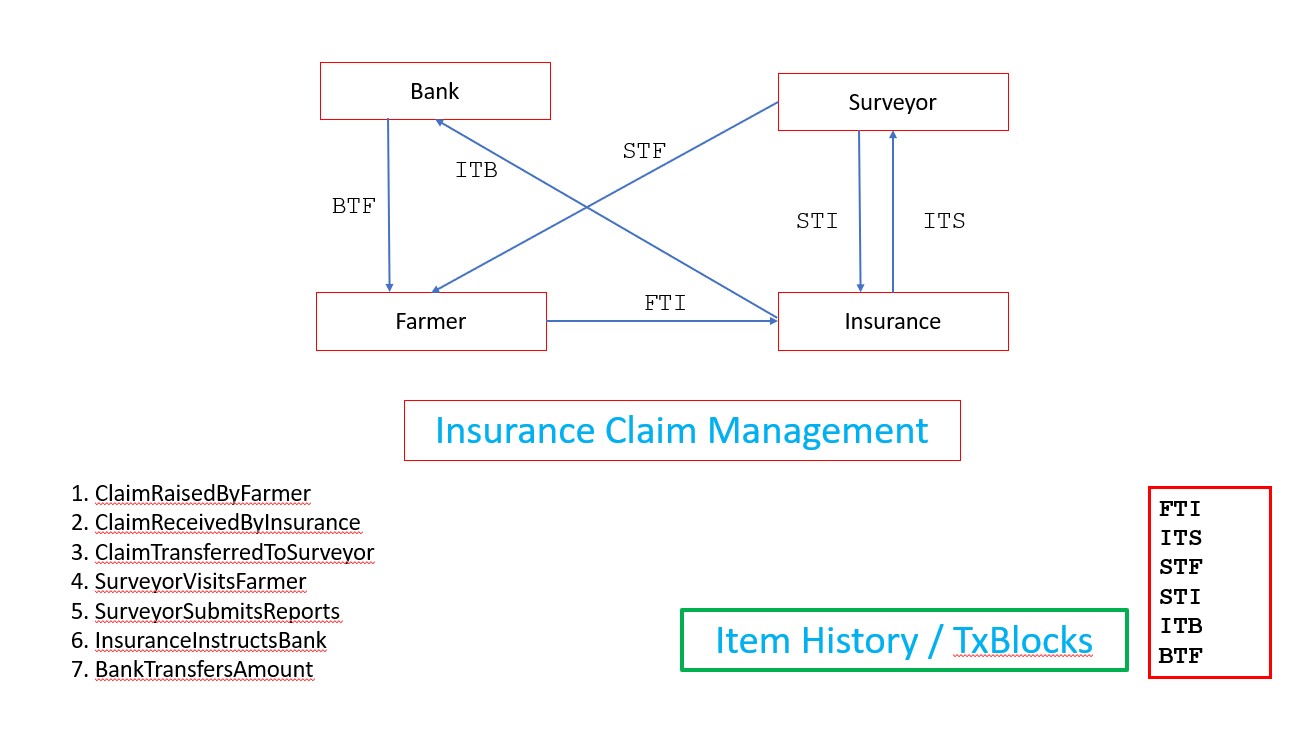 Bank
Surveyor
STF
ITB
BTF
STI
ITS
FTI
Farmer
Insurance
Insurance Claim Management
1. ClaimRaisedByFarmer
2. ClaimReceivedByInsurance
3. ClaimTransferredToSurveyor
4. SurveyorVisitsFarmer
5. SurveyorSubmitsReports
6. InsuranceInstructsBank
7. BankTransfersAmount
Item History / TxBlocks
FTI
ITS
STF
STI
ITB
BTF